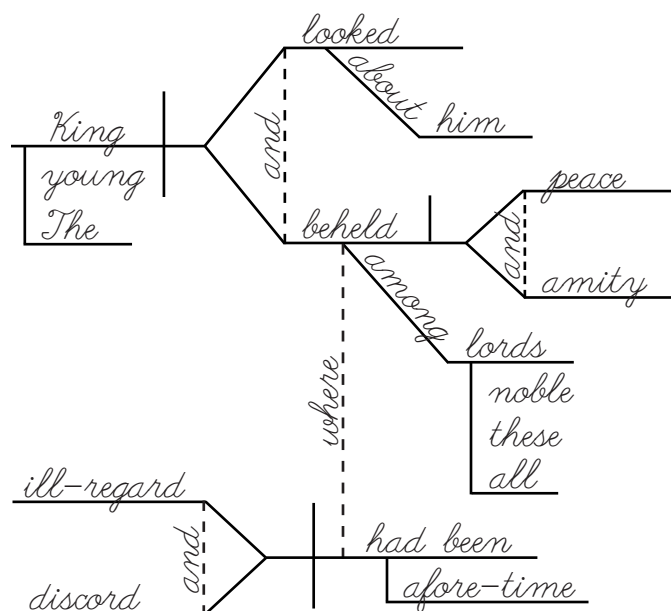 looked
about
him
King
and
young
The
peace
beheld
and
amity
among
lords
where
noble
these
all
ill-regard
and
had been
afore-time
discord